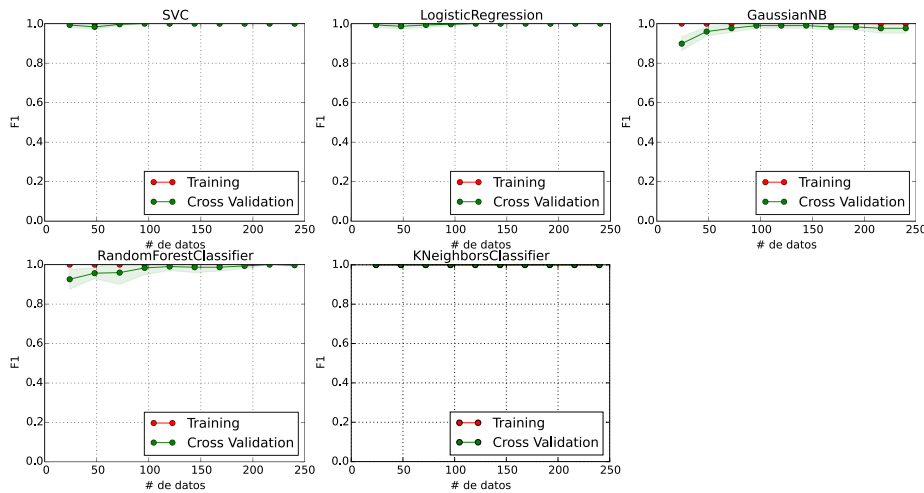 SVC
1.0
0.8
0.6
0.4
0.2
0.0
F1
Training
Cross Validation
0 50 100 150 200 250
# de datos
LogisticRegression
1.0
0.8
0.6
0.4
0.2
0.0
F1
Training
Cross Validation
0 50 100 150 200 250
# de datos
GaussianNB
1.0
0.8
0.6
0.4
0.2
0.0
F1
Training
Cross Validation
0 50 100 150 200 250
# de datos
RandomForestClassifier
1.0
0.8
0.6
0.4
0.2
0.0
F1
Training
Cross Validation
0 50 100 150 200 250
# de datos
KNeighborsClassifier
1.0
0.8
0.6
0.4
0.2
0.0
F1
Training
Cross Validation
0 50 100 150 200 250
# de datos